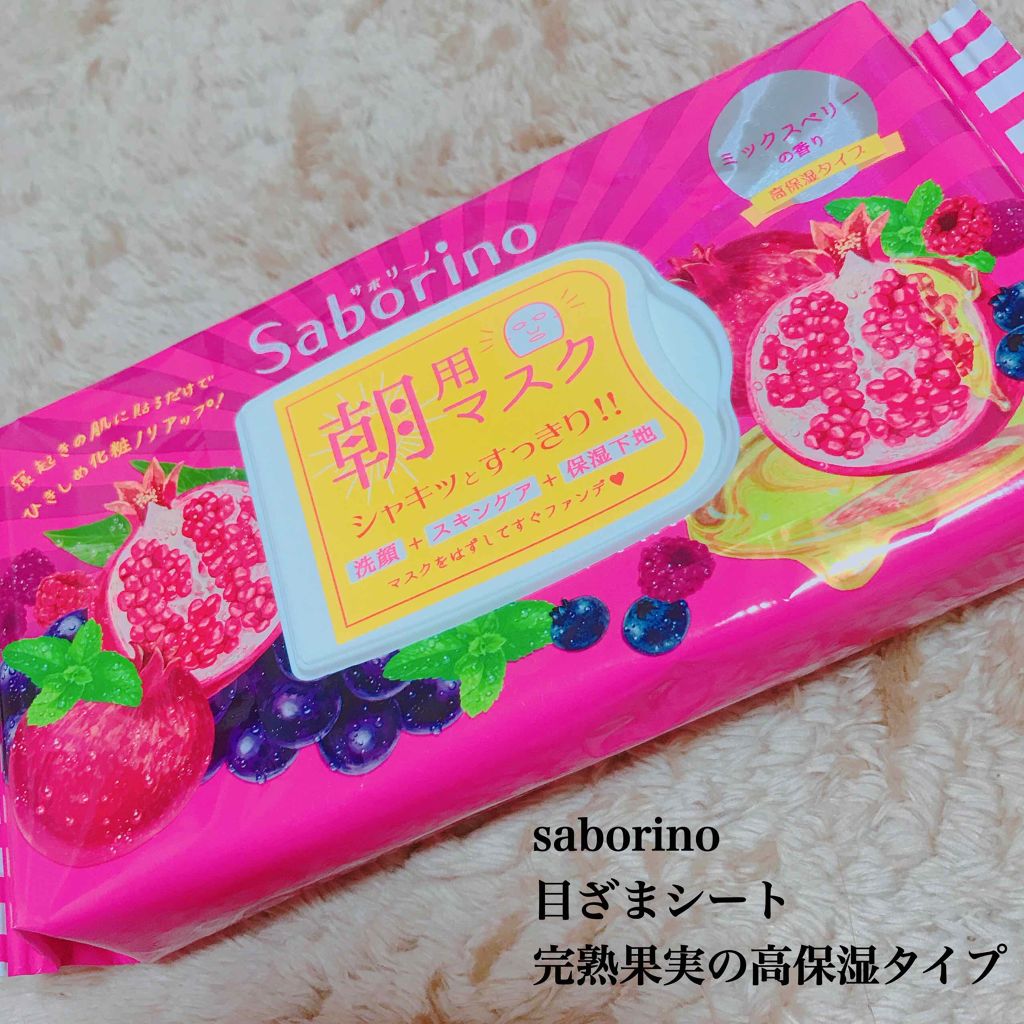 ミックスベリー
の香り
高保湿タイプ
サボリーノ
Saborino
寝起きの肌に貼るだけで
ひきしめ化粧ノリアップ!
朝用マスク
シャキッとすっきり!!
洗顔+スキンケア+保湿下地
マスクをはずしてすぐファンデ♥
saborino
目ざまシート
完熟果実の高保湿タイプ